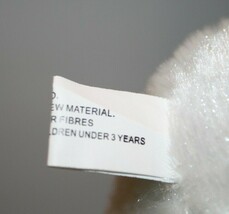 D.
EW MATERIAL.
R FIBRES
LDREN UNDER 3 YEARS